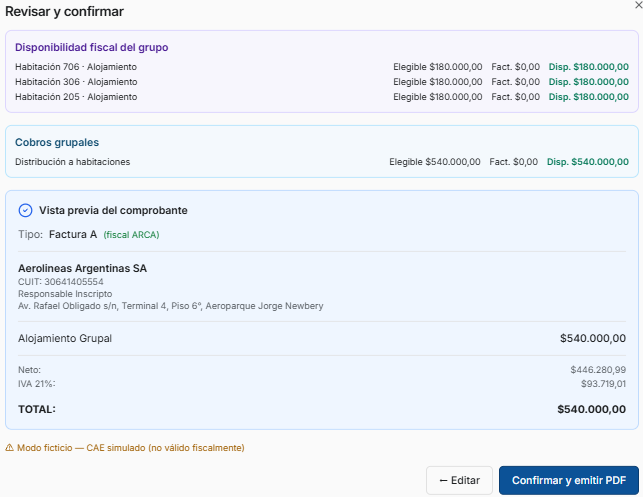 Revisar y confirmar
Disponibilidad fiscal del grupo
Habitación 706 · Alojamiento Elegible $180.000,00 Fact. $0,00 Disp. $180.000,00
Habitación 306 · Alojamiento Elegible $180.000,00 Fact. $0,00 Disp. $180.000,00
Habitación 205 · Alojamiento Elegible $180.000,00 Fact. $0,00 Disp. $180.000,00
Cobros grupales
Distribución a habitaciones Elegible $540.000,00 Fact. $0,00 Disp. $540.000,00
Vista previa del comprobante
Tipo: Factura A (fiscal ARCA)
Aerolineas Argentinas SA
CUIT: 30641405554
Responsable Inscripto
Av. Rafael Obligado s/n, Terminal 4, Piso 6°, Aeroparque Jorge Newbery
Alojamiento Grupal $540.000,00
Neto: $446.280,99
IVA 21%: $93.719,01
TOTAL: $540.000,00
⚠ Modo ficticio — CAE simulado (no válido fiscalmente)
← Editar Confirmar y emitir PDF